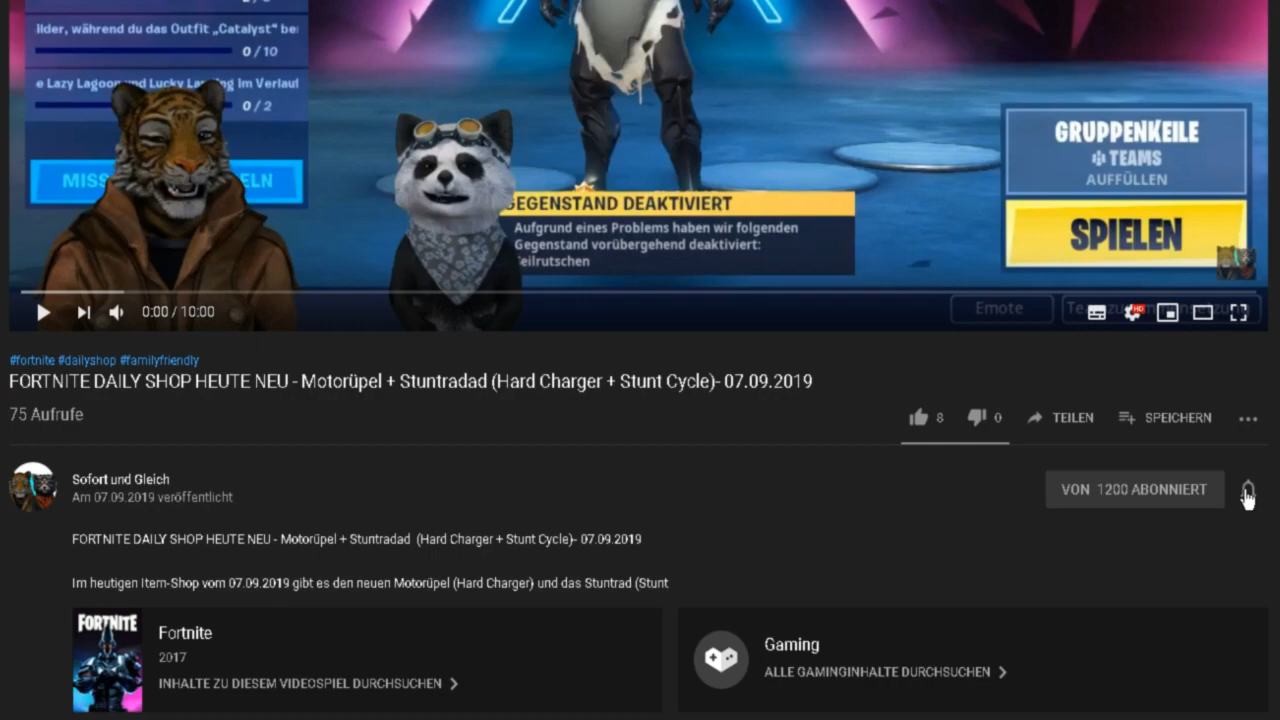 ilder, während du das Outfit „Catalyst“ be
0 / 10
e Lazy Lagoon und Lucky Landing im Verlauf
0 / 2
MISS ELN
GRUPPENKEILE
TEAMS
AUFFÜLLEN
SPIELEN
GEGENSTAND DEAKTIVIERT
Aufgrund eines Problems haben wir folgenden
Gegenstand vorübergehend deaktiviert:
eilrutschen
0:00 / 10:00
Emote
HD
#fortnite #dailyshop #familyfriendly
FORTNITE DAILY SHOP HEUTE NEU - Motorüpel + Stuntradad (Hard Charger + Stunt Cycle)- 07.09.2019
75 Aufrufe
8
0
TEILEN
SPEICHERN
Sofort und Gleich
Am 07.09.2019 veröffentlicht
VON 1200 ABONNIERT
FORTNITE DAILY SHOP HEUTE NEU - Motorüpel + Stuntradad (Hard Charger + Stunt Cycle)- 07.09.2019
Im heutigen Item-Shop vom 07.09.2019 gibt es den neuen Motorüpel (Hard Charger) und das Stuntrad (Stunt
FORTNITE
Fortnite
2017
INHALTE ZU DIESEM VIDEOSPIEL DURCHSUCHEN
Gaming
ALLE GAMINGINHALTE DURCHSUCHEN